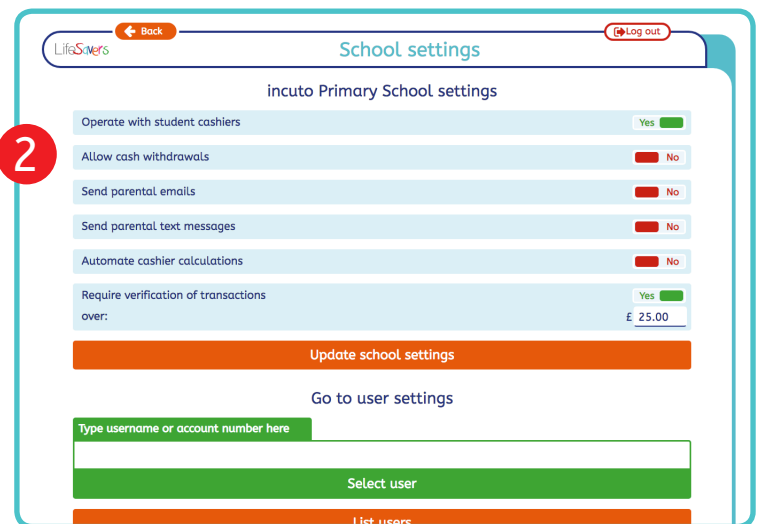 Back
Log out
LifeSavers
School settings
incuto Primary School settings
Operate with student cashiers Yes
2
Allow cash withdrawals No
Send parental emails No
Send parental text messages No
Automate cashier calculations No
Require verification of transactions Yes
over: £ 25.00
Update school settings
Go to user settings
Type username or account number here
Select user
List users